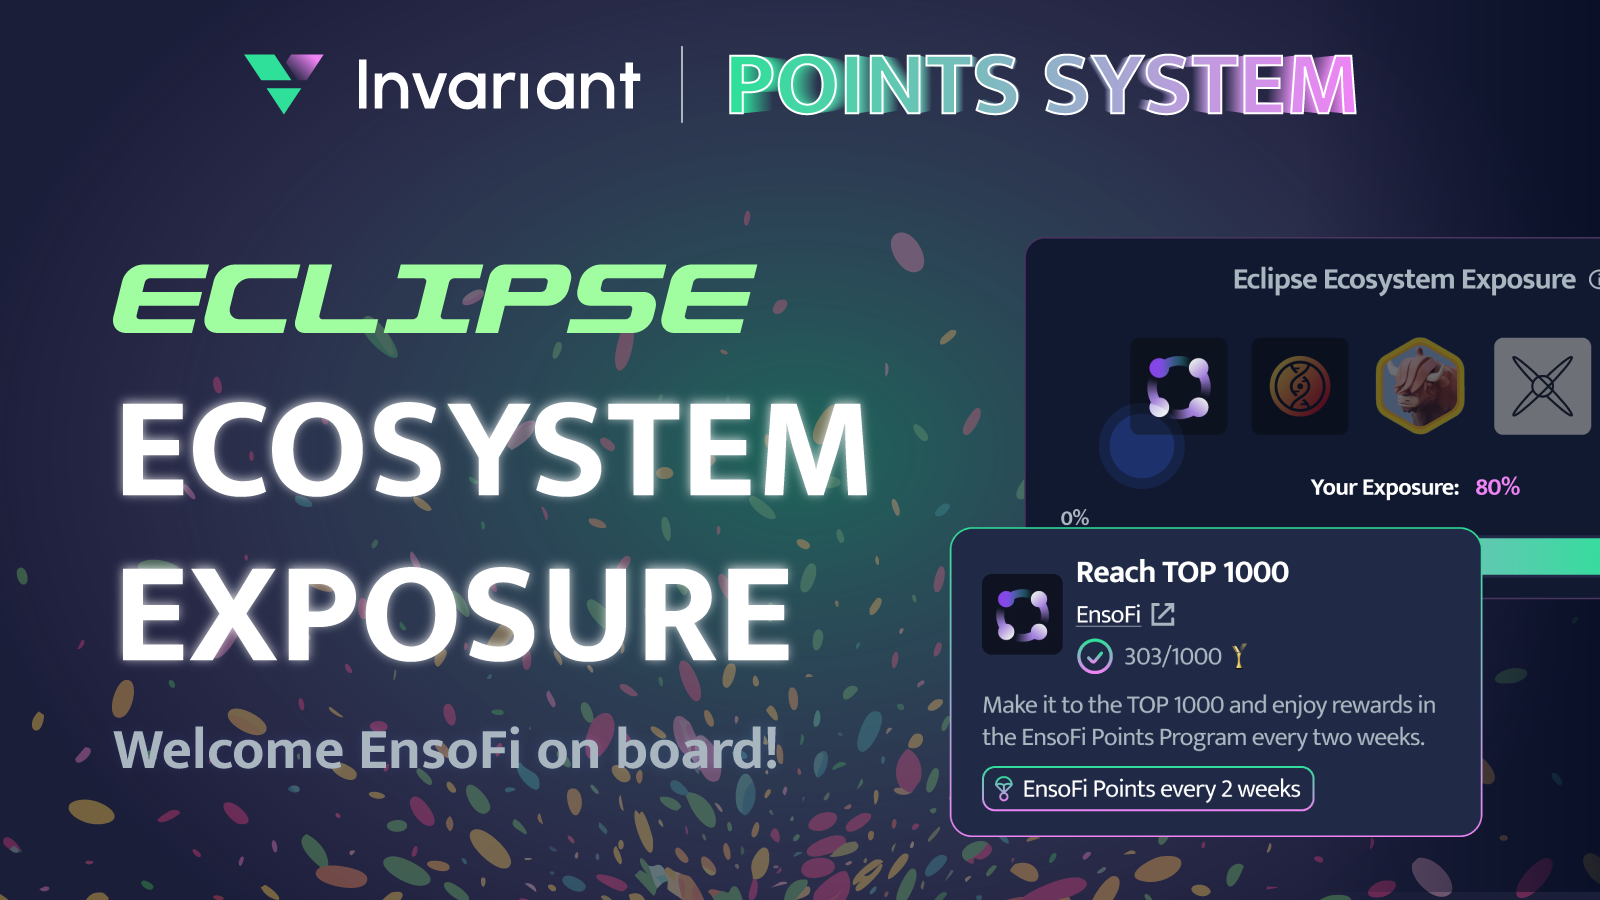 Invariant
POINTS SYSTEM
ECLIPSE
ECOSYSTEM
EXPOSURE
Welcome EnsoFi on board!
Eclipse Ecosystem Exposure
Your Exposure: 80%
0%
Reach TOP 1000
EnsoFi
303/1000
Make it to the TOP 1000 and enjoy rewards in
the EnsoFi Points Program every two weeks.
EnsoFi Points every 2 weeks